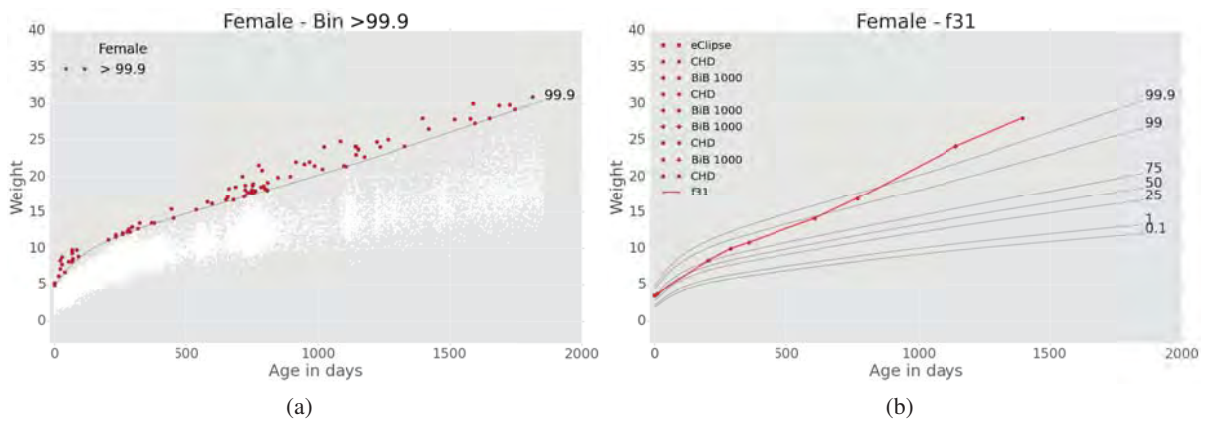 Female - Bin >99.9
40
35
30
25
20
15
10
5
0
Weight
Female
> 99.9
99.9
0
500
1000
1500
2000
Age in days
(a)
Female - f31
40
35
30
25
20
15
10
5
0
Weight
eClipse
CHD
BiB 1000
CHD
BiB 1000
BiB 1000
CHD
BiB 1000
CHD
f31
99.9
99
75
50
25
1
0.1
0
500
1000
1500
2000
Age in days
(b)